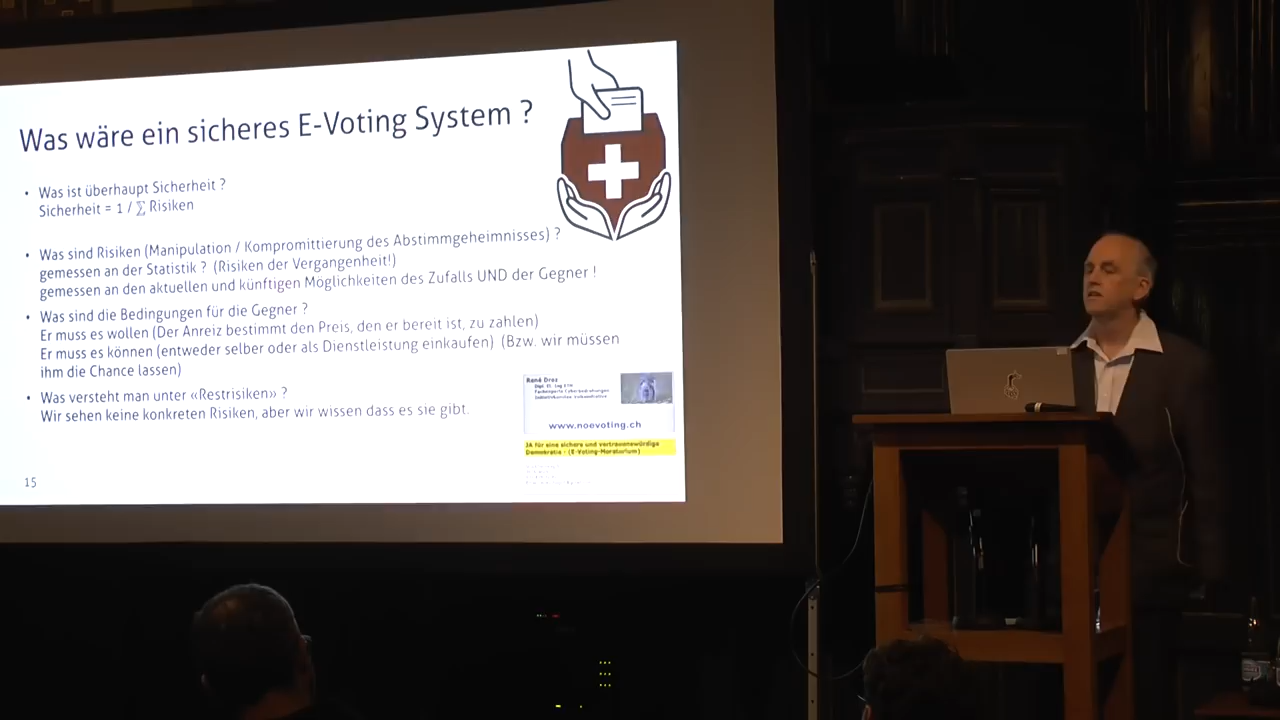 Was wäre ein sicheres E-Voting System ?
• Was ist überhaupt Sicherheit ?
Sicherheit = 1 / ∑ Risiken
• Was sind Risiken (Manipulation / Kompromittierung des Abstimmgeheimnisses) ?
gemessen an der Statistik ? (Risiken der Vergangenheit!)
gemessen an den aktuellen und künftigen Möglichkeiten des Zufalls UND der Gegner !
• Was sind die Bedingungen für die Gegner ?
Er muss es wollen (Der Anreiz bestimmt den Preis, den er bereit ist, zu zahlen)
Er muss es können (entweder selber oder als Dienstleistung einkaufen) (Bzw. wir müssen
ihm die Chance lassen)
• Was versteht man unter «Restrisiken» ?
Wir sehen keine konkreten Risiken, aber wir wissen dass es sie gibt.
René Droz
Dipl. El. Ing ETH
www.noevoting.ch
JA für eine sichere und vertrauenswürdige
Demokratie - (E-Voting-Moratorium)
15